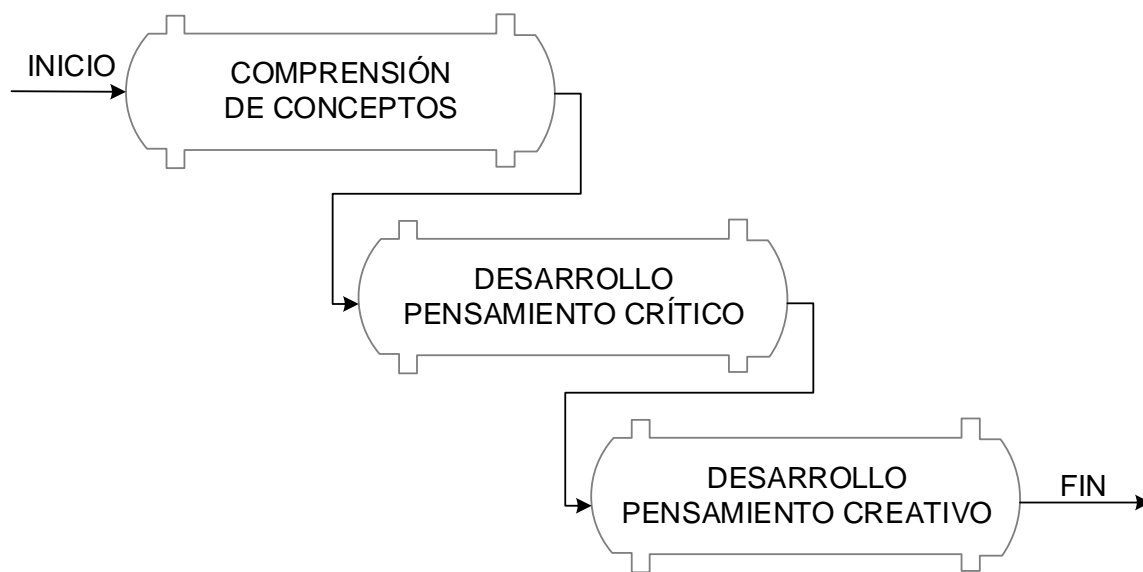 INICIO
COMPRENSIÓN
DE CONCEPTOS
DESARROLLO
PENSAMIENTO CRÍTICO
DESARROLLO
PENSAMIENTO CREATIVO
FIN